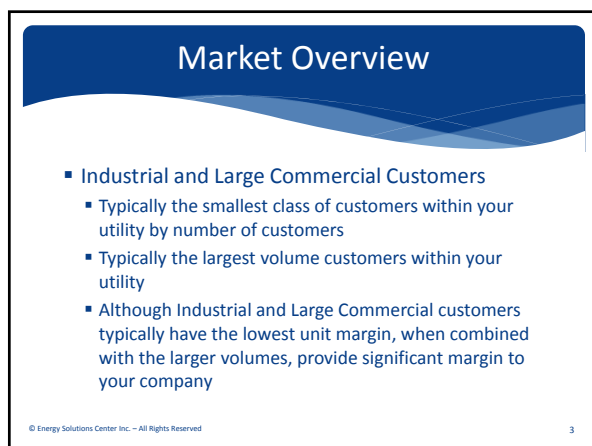 Market Overview
▪ Industrial and Large Commercial Customers
▪ Typically the smallest class of customers within your
utility by number of customers
▪ Typically the largest volume customers within your
utility
▪ Although Industrial and Large Commercial customers
typically have the lowest unit margin, when combined
with the larger volumes, provide significant margin to
your company
© Energy Solutions Center Inc. – All Rights Reserved
3